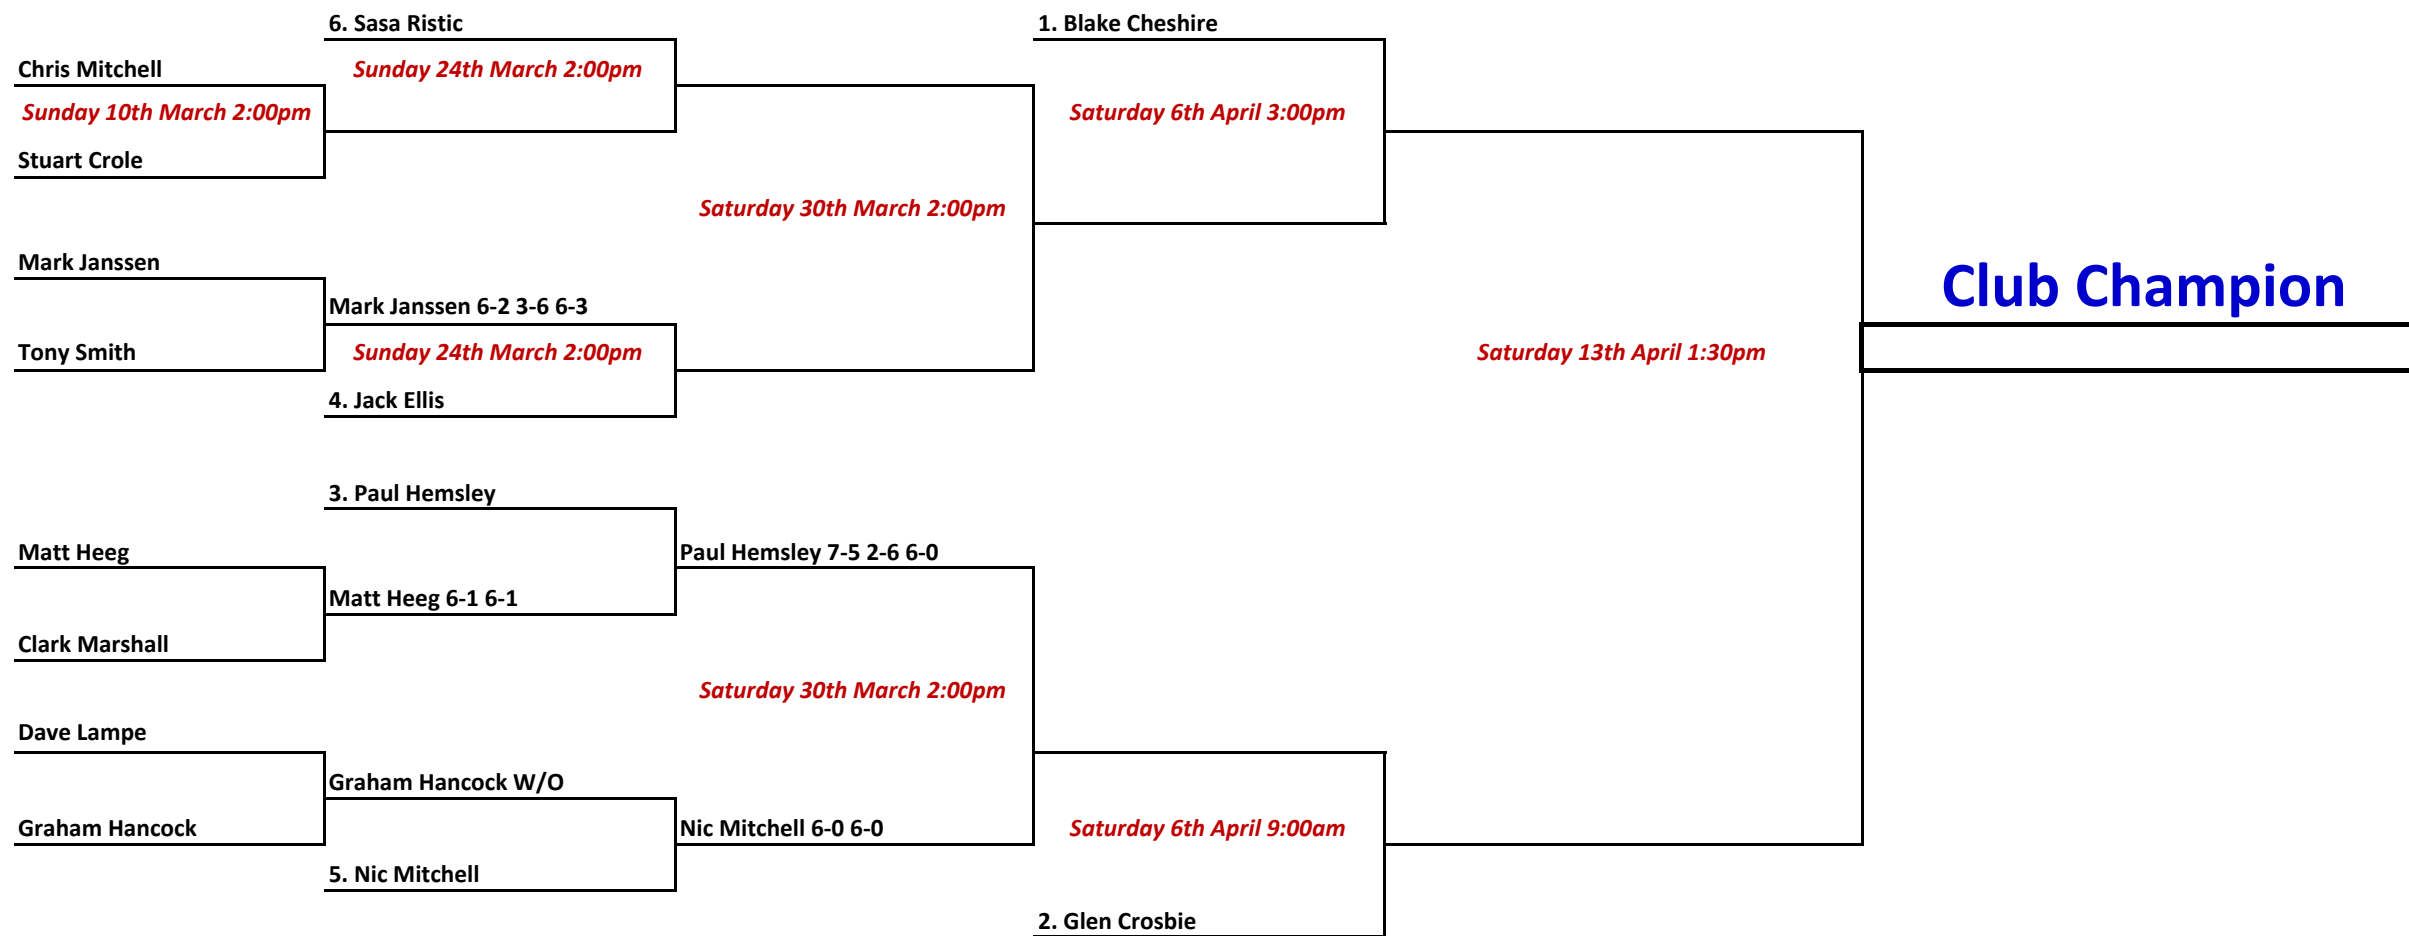 6. Sasa Ristic
1. Blake Cheshire
Chris Mitchell
Sunday 24th March 2:00pm
Sunday 10th March 2:00pm
Saturday 6th April 3:00pm
Stuart Crole
Saturday 30th March 2:00pm
Mark Janssen
Club Champion
Mark Janssen 6-2 3-6 6-3
Tony Smith
Sunday 24th March 2:00pm
Saturday 13th April 1:30pm
4. Jack Ellis
3. Paul Hemsley
Matt Heeg
Paul Hemsley 7-5 2-6 6-0
Matt Heeg 6-1 6-1
Clark Marshall
Saturday 30th March 2:00pm
Dave Lampe
Graham Hancock W/O
Graham Hancock
Nic Mitchell 6-0 6-0
Saturday 6th April 9:00am
5. Nic Mitchell
2. Glen Crosbie